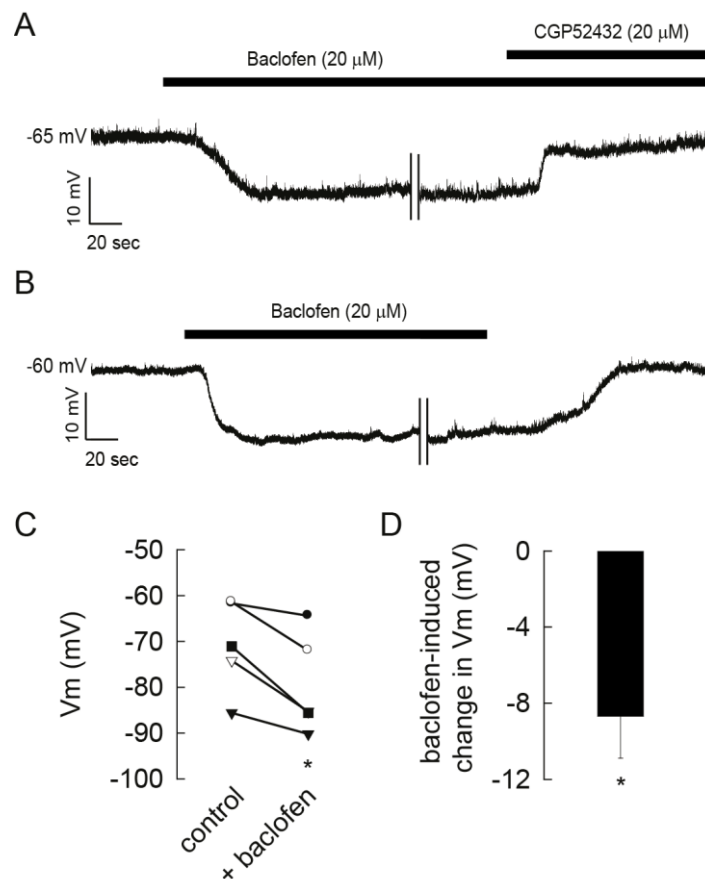 A
CGP52432 (20 μM)
Baclofen (20 μM)
-65 mV
10 mV
20 sec
B
Baclofen (20 μM)
-60 mV
10 mV
20 sec
C
D
Vm (mV)
-50
-60
-70
-80
-90
-100
*
control
+ baclofen
baclofen-induced
change in Vm (mV)
0
-4
-8
-12
*